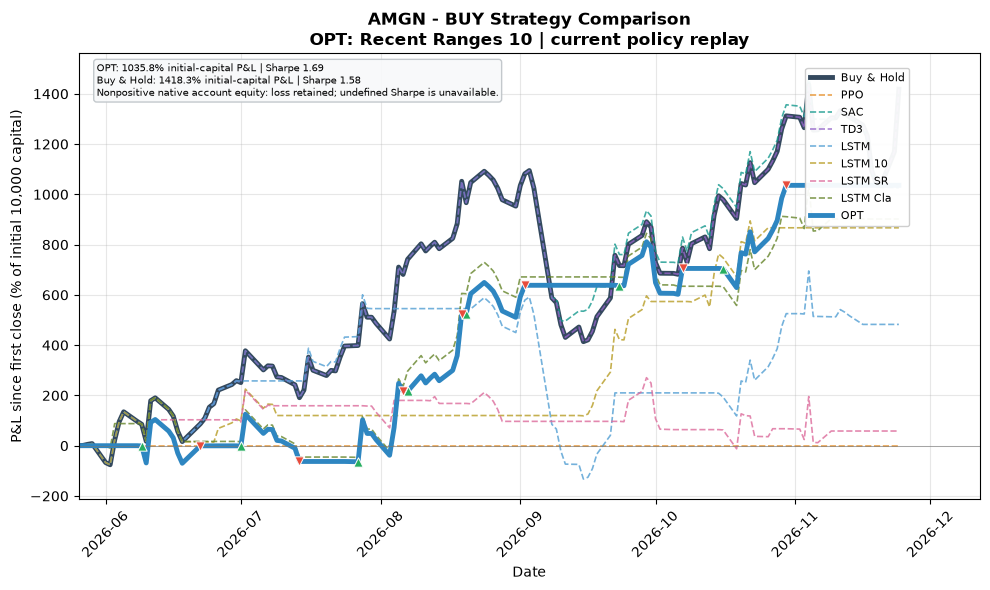 AMGN - BUY Strategy Comparison
OPT: Recent Ranges 10 | current policy replay
OPT: 1035.8% initial-capital P&L | Sharpe 1.69
Buy & Hold: 1418.3% initial-capital P&L | Sharpe 1.58
Nonpositive native account equity: loss retained; undefined Sharpe is unavailable.
Buy & Hold
PPO
SAC
TD3
LSTM
LSTM 10
LSTM SR
LSTM Cla
OPT
P&L since first close (% of initial 10,000 capital)
1400
1200
1000
800
600
400
200
0
−200
2026-06
2026-07
2026-08
2026-09
2026-10
2026-11
2026-12
Date